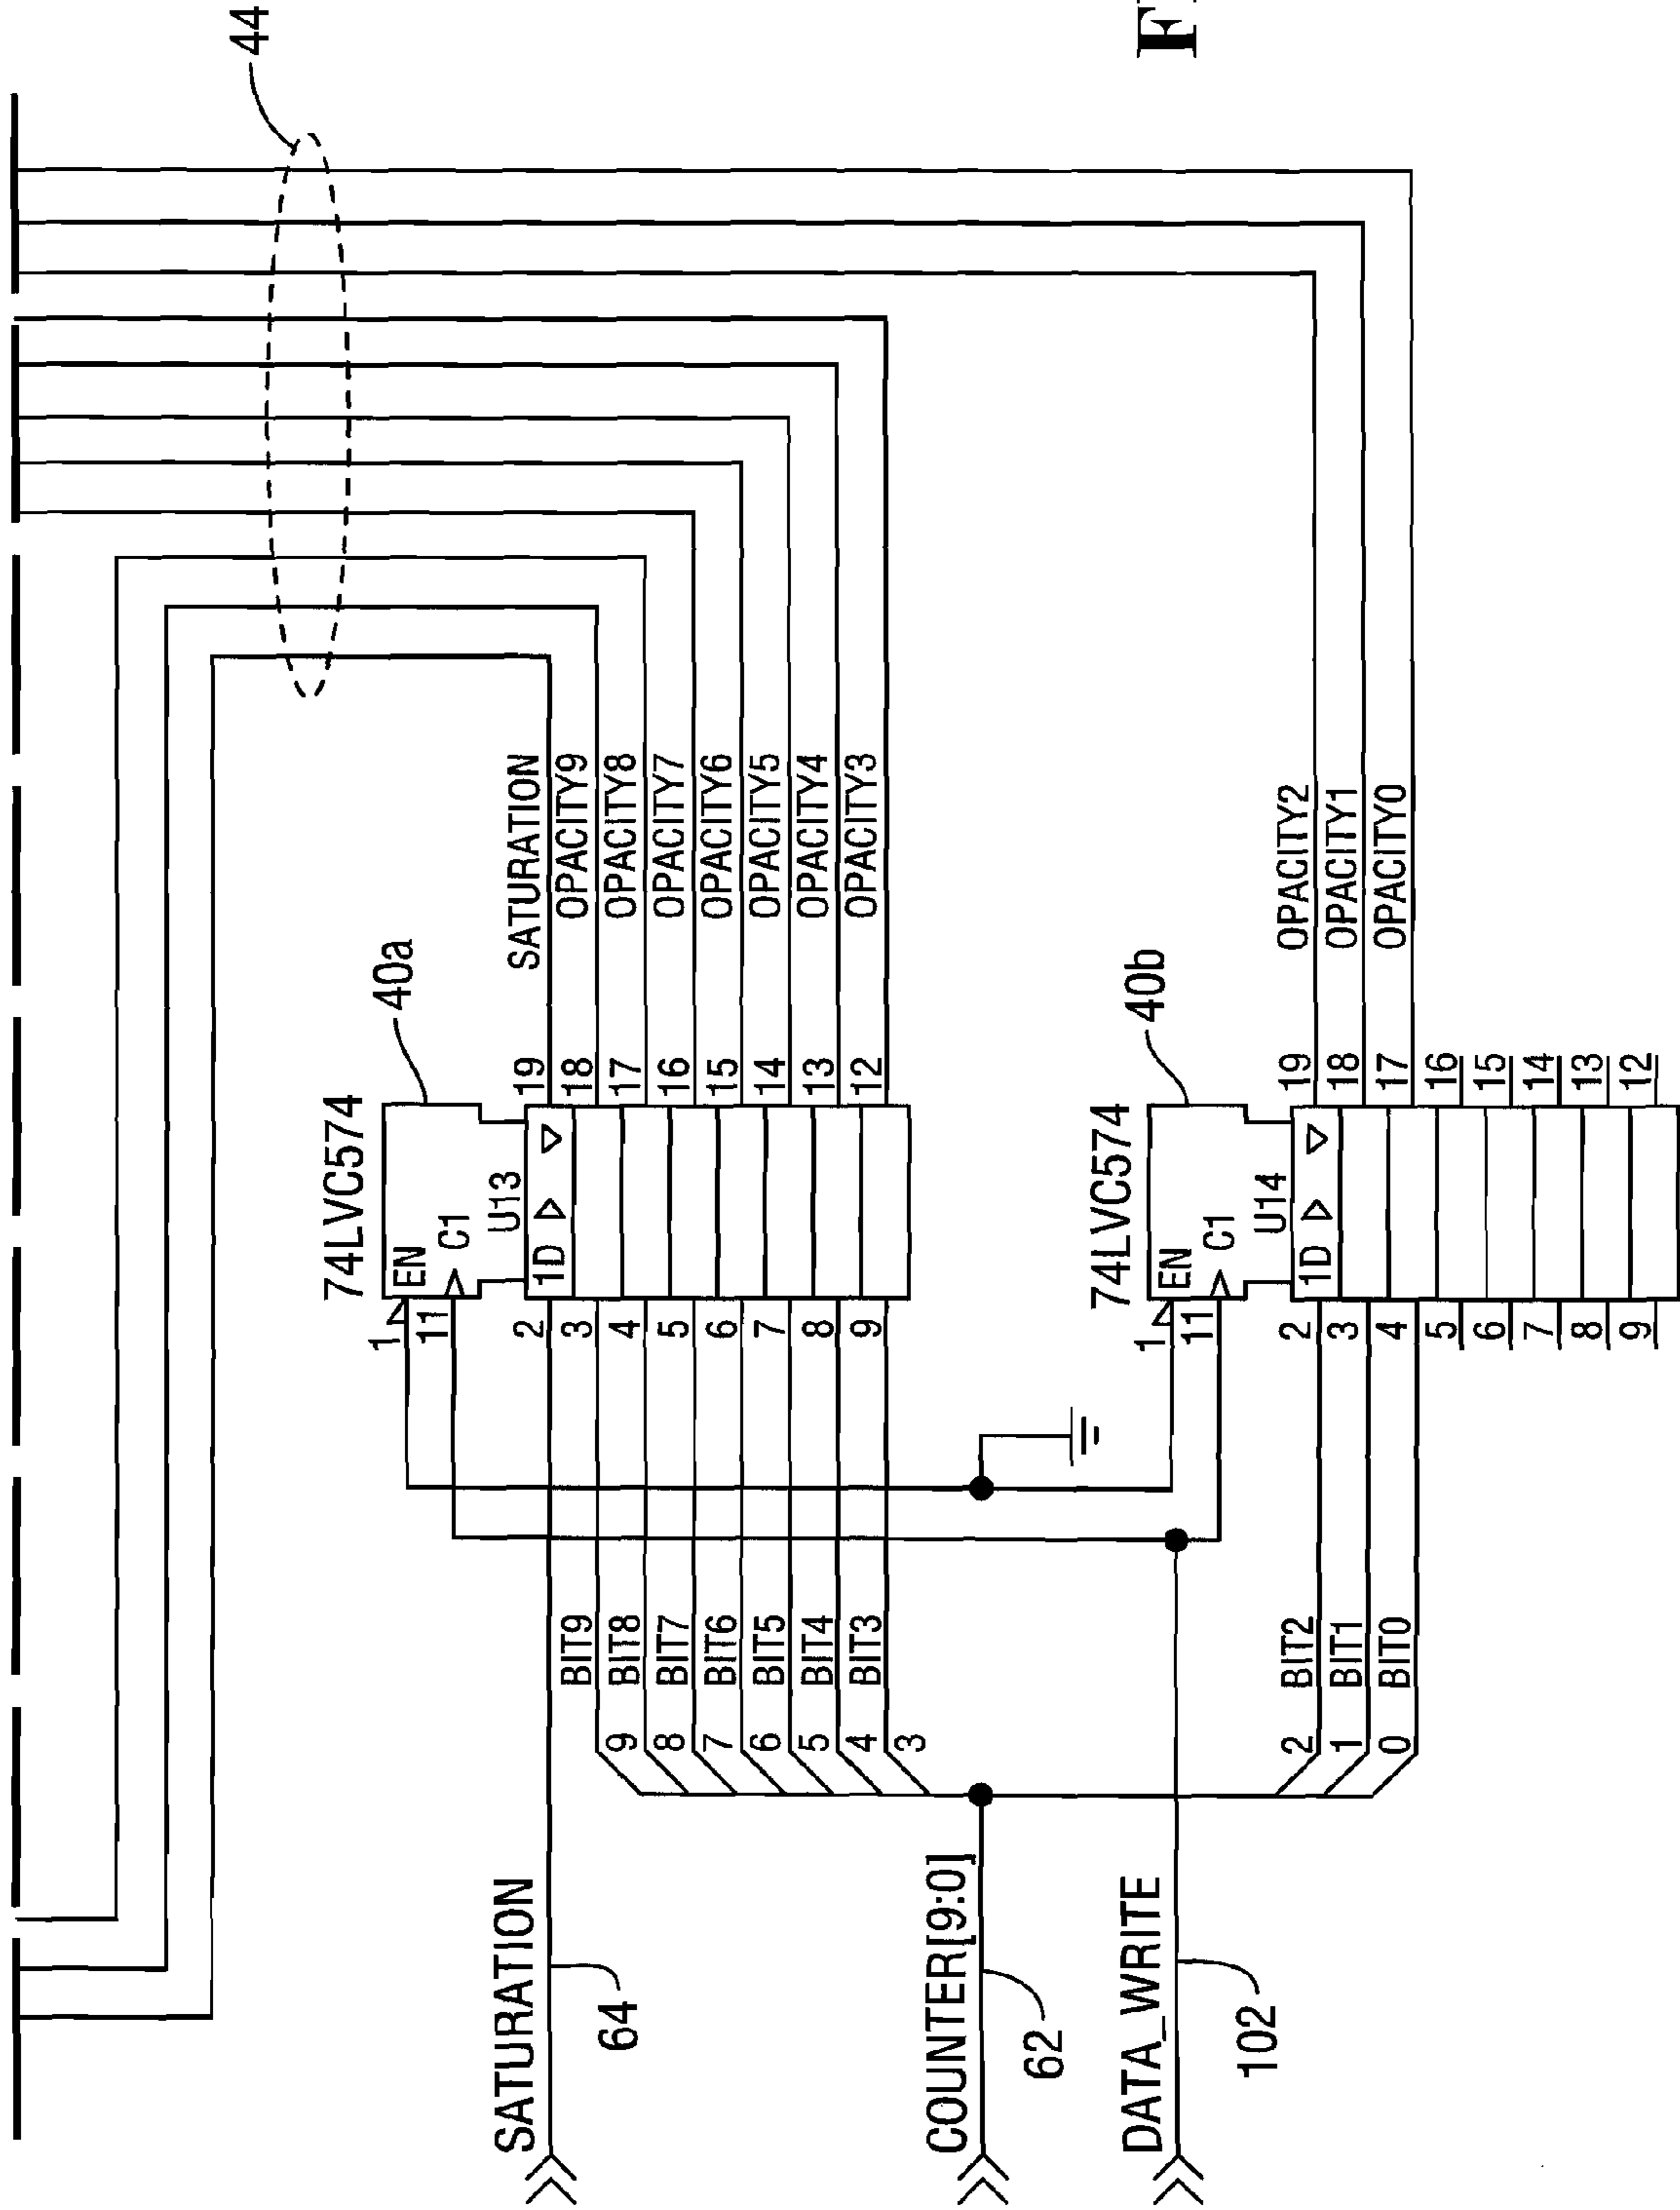 44
74LVC574
40a
1
EN
11
C1
U13
SATURATION
2
1D
19
SATURATION
64
BIT9
3
18
OPACITY9
9
BIT8
4
17
OPACITY8
8
BIT7
5
16
OPACITY7
7
BIT6
6
15
OPACITY6
6
BIT5
7
14
OPACITY5
5
BIT4
8
13
OPACITY4
4
BIT3
9
12
OPACITY3
3
COUNTER[9:0]
62
74LVC574
40b
1
EN
11
C1
U14
DATA_WRITE
102
2
BIT2
2
1D
19
OPACITY2
1
BIT1
3
18
OPACITY1
0
BIT0
4
17
OPACITY0
5
16
6
15
7
14
8
13
9
12